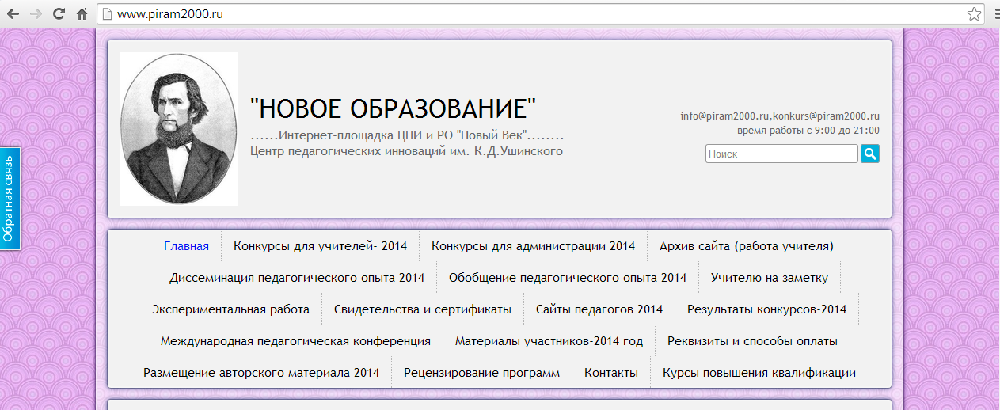 www.piram2000.ru
"НОВОЕ ОБРАЗОВАНИЕ"
......Интернет-площадка ЦПИ и РО "Новый Век"........
Центр педагогических инноваций им. К.Д.Ушинского
info@piram2000.ru,konkurs@piram2000.ru
время работы с 9:00 до 21:00
Поиск
Обратная связь
Главная Конкурсы для учителей- 2014 Конкурсы для администрации 2014 Архив сайта (работа учителя)
Диссеминация педагогического опыта 2014 Обобщение педагогического опыта 2014 Учителю на заметку
Экспериментальная работа Свидетельства и сертификаты Сайты педагогов 2014 Результаты конкурсов-2014
Международная педагогическая конференция Материалы участников-2014 год Реквизиты и способы оплаты
Размещение авторского материала 2014 Рецензирование программ Контакты Курсы повышения квалификации